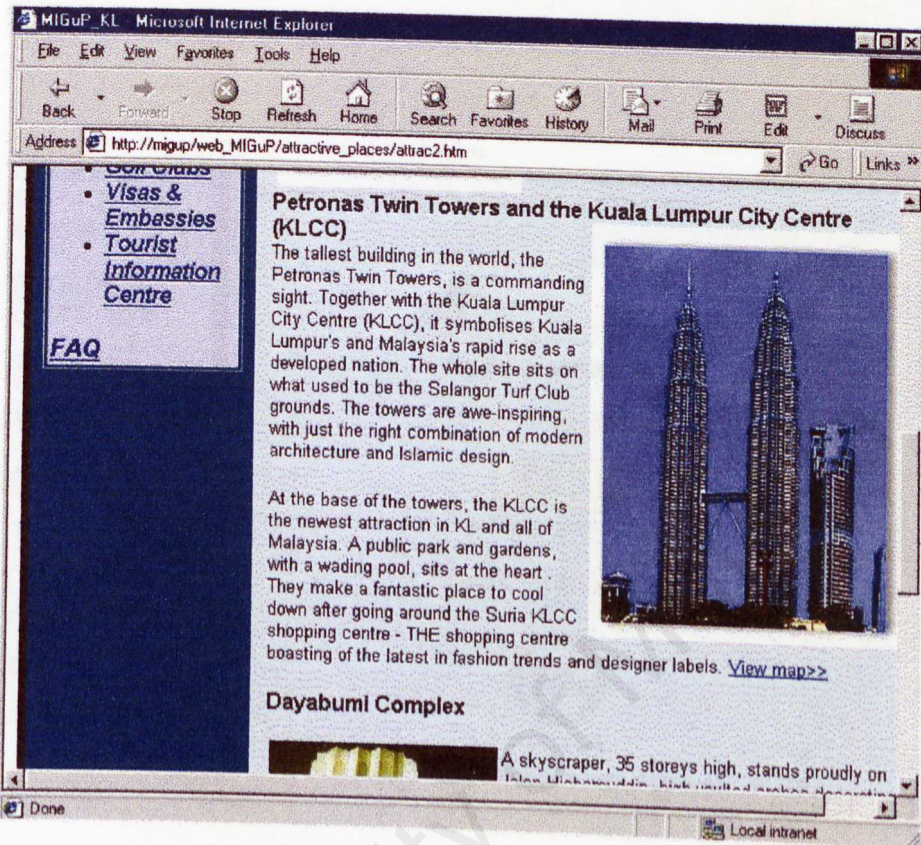 MIGuP_KL - Microsoft Internet Explorer
File Edit View Favorites Tools Help
Back Forward Stop Refresh Home Search Favorites History Mail Print Edit Discuss
Address http://migup/web_MIGuP/attractive_places/attrac2.htm Go Links »
Golf Clubs
Visas &
Embassies
Tourist
Information
Centre
FAQ
Petronas Twin Towers and the Kuala Lumpur City Centre
(KLCC)
The tallest building in the world, the
Petronas Twin Towers, is a commanding
sight. Together with the Kuala Lumpur
City Centre (KLCC), it symbolises Kuala
Lumpur's and Malaysia's rapid rise as a
developed nation. The whole site sits on
what used to be the Selangor Turf Club
grounds. The towers are awe-inspiring,
with just the right combination of modern
architecture and Islamic design.
At the base of the towers, the KLCC is
the newest attraction in KL and all of
Malaysia. A public park and gardens,
with a wading pool, sits at the heart .
They make a fantastic place to cool
down after going around the Suria KLCC
shopping centre - THE shopping centre
boasting of the latest in fashion trends and designer labels. View map>>
Dayabumi Complex
A skyscraper, 35 storeys high, stands proudly on
Jalan Hishamuddin, high vaulted arches decorating
Done
Local intranet